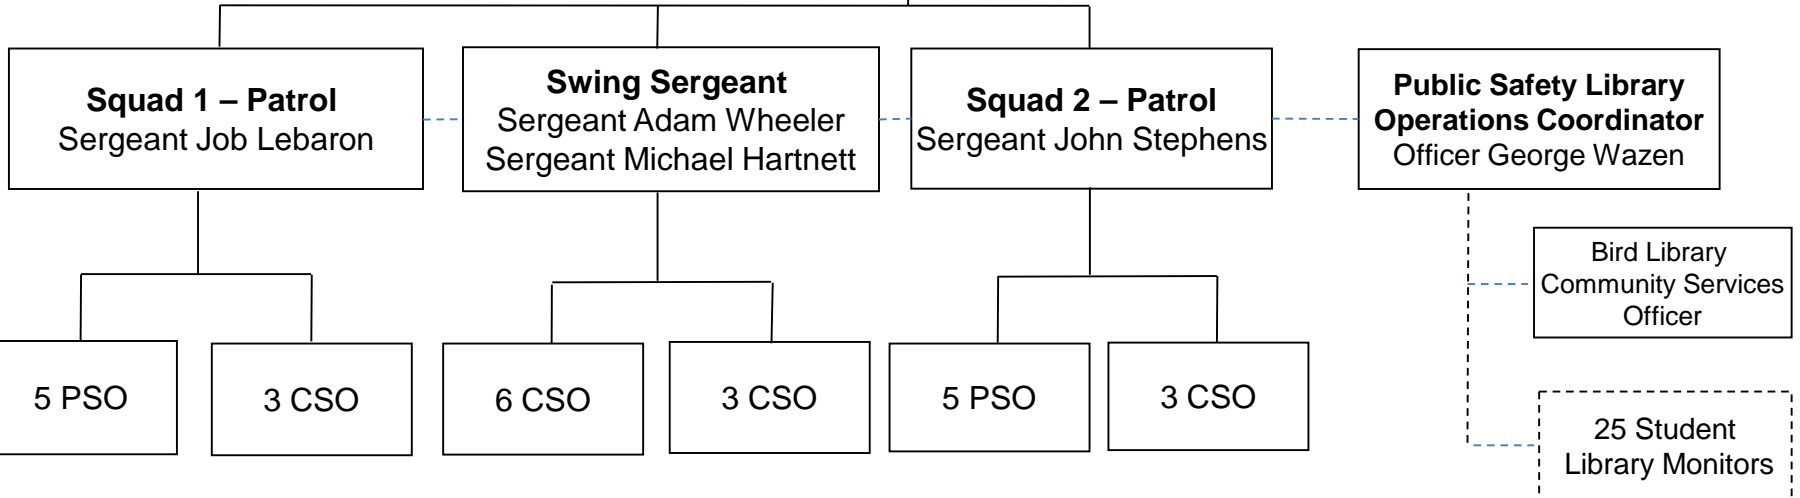 Squad 1 – Patrol
Sergeant Job Lebaron
Swing Sergeant
Sergeant Adam Wheeler
Sergeant Michael Hartnett
Squad 2 – Patrol
Sergeant John Stephens
Public Safety Library
Operations Coordinator
Officer George Wazen
Bird Library
Community Services
Officer
5 PSO
3 CSO
6 CSO
3 CSO
5 PSO
3 CSO
25 Student
Library Monitors